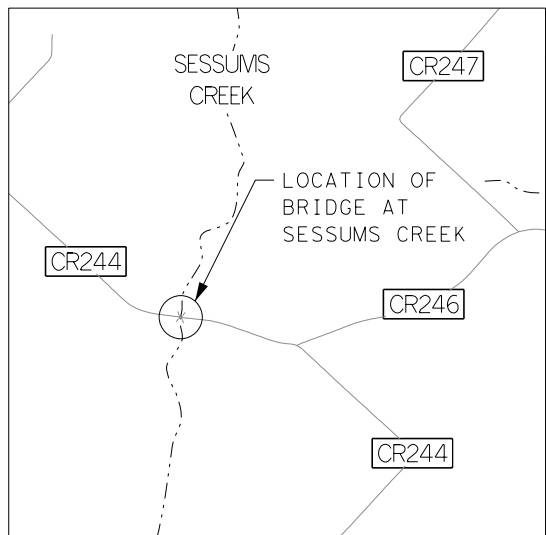 SESSUMS
CREEK
CR247
LOCATION OF
BRIDGE AT
SESSUMS CREEK
CR244
CR246
CR244